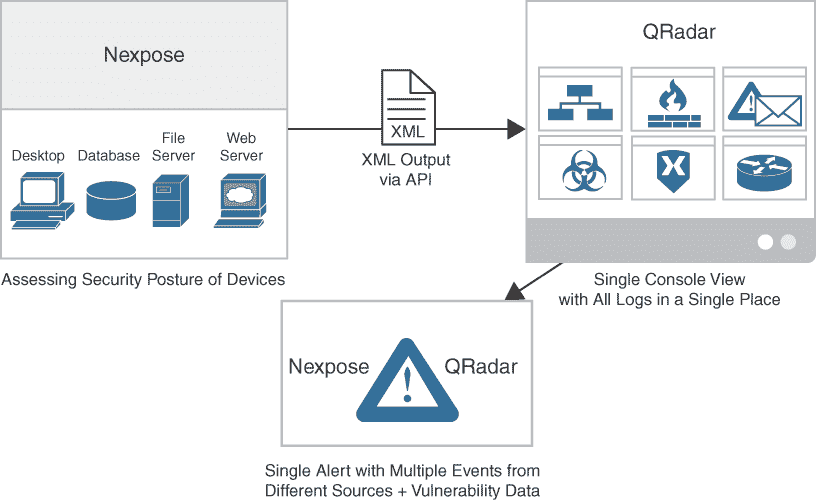 Nexpose
Desktop
Database
File
Server
Web
Server
Assessing Security Posture of Devices
XML
XML Output
via API
QRadar
X
Single Console View
with All Logs in a Single Place
Nexpose
!
QRadar
Single Alert with Multiple Events from
Different Sources + Vulnerability Data